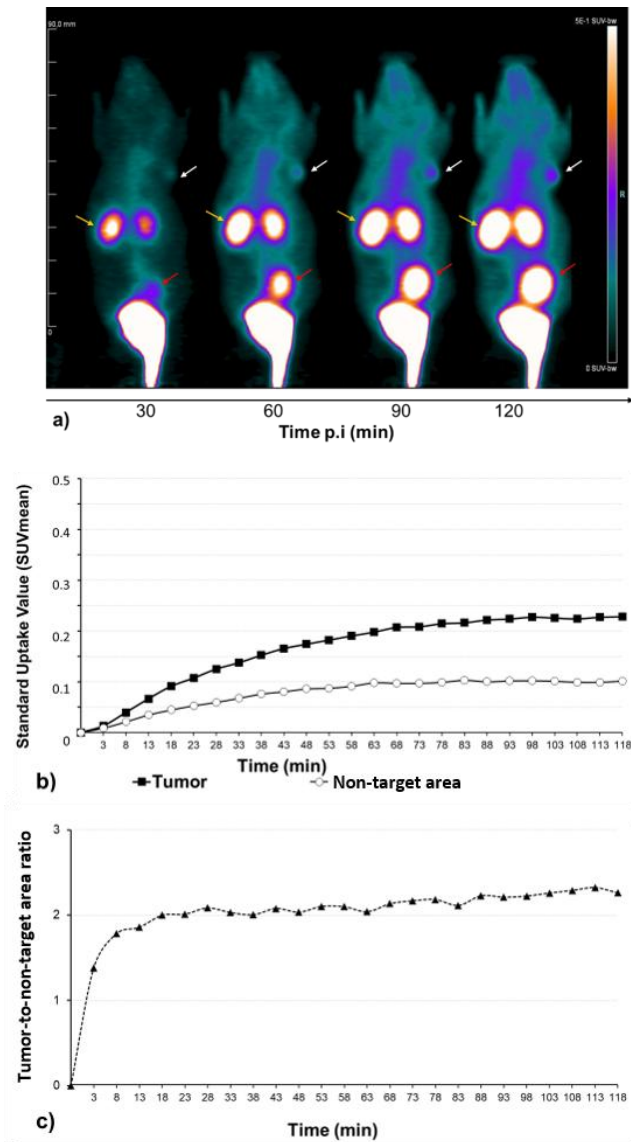 90,0 mm
5E-1 SUV-bw
R
0
0 SUV-bw
30 60 90 120
a) Time p.i (min)
Standard Uptake Value (SUVmean)
0.5
0.4
0.3
0.2
0.1
0
3 8 13 18 23 28 33 38 43 48 53 58 63 68 73 78 83 88 93 98 103 108 113 118
Time (min)
b) Tumor Non-target area
Tumor-to-non-target area ratio
3
2
1
0
3 8 13 18 23 28 33 38 43 48 53 58 63 68 73 78 83 88 93 98 103 108 113 118
c) Time (min)